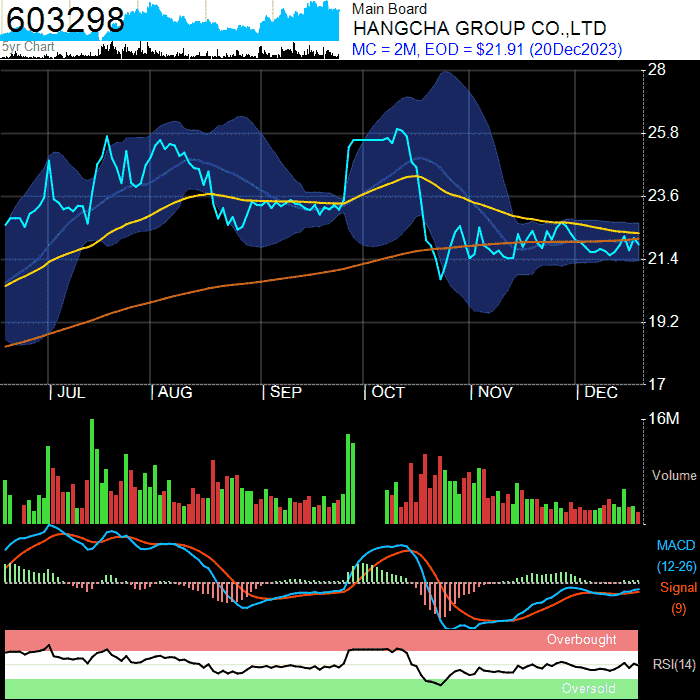 603298
5yr Chart
Main Board
HANGCHA GROUP CO.,LTD
MC = 2M, EOD = $21.91 (20Dec2023)
28
25.8
23.6
21.4
19.2
17
| JUL | AUG | SEP | OCT | NOV | DEC
16M
Volume
MACD
(12-26)
Signal
(9)
Overbought
RSI(14)
Oversold